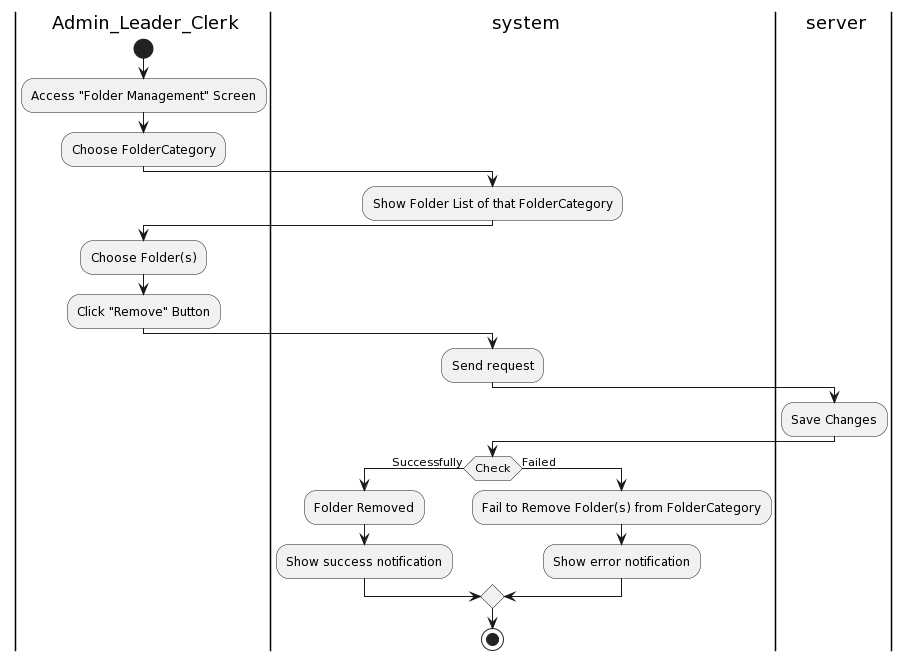 Admin_Leader_Clerk
system
server
Access "Folder Management" Screen
Choose FolderCategory
Show Folder List of that FolderCategory
Choose Folder(s)
Click "Remove" Button
Send request
Save Changes
Successfully
Check
Failed
Folder Removed
Fail to Remove Folder(s) from FolderCategory
Show success notification
Show error notification